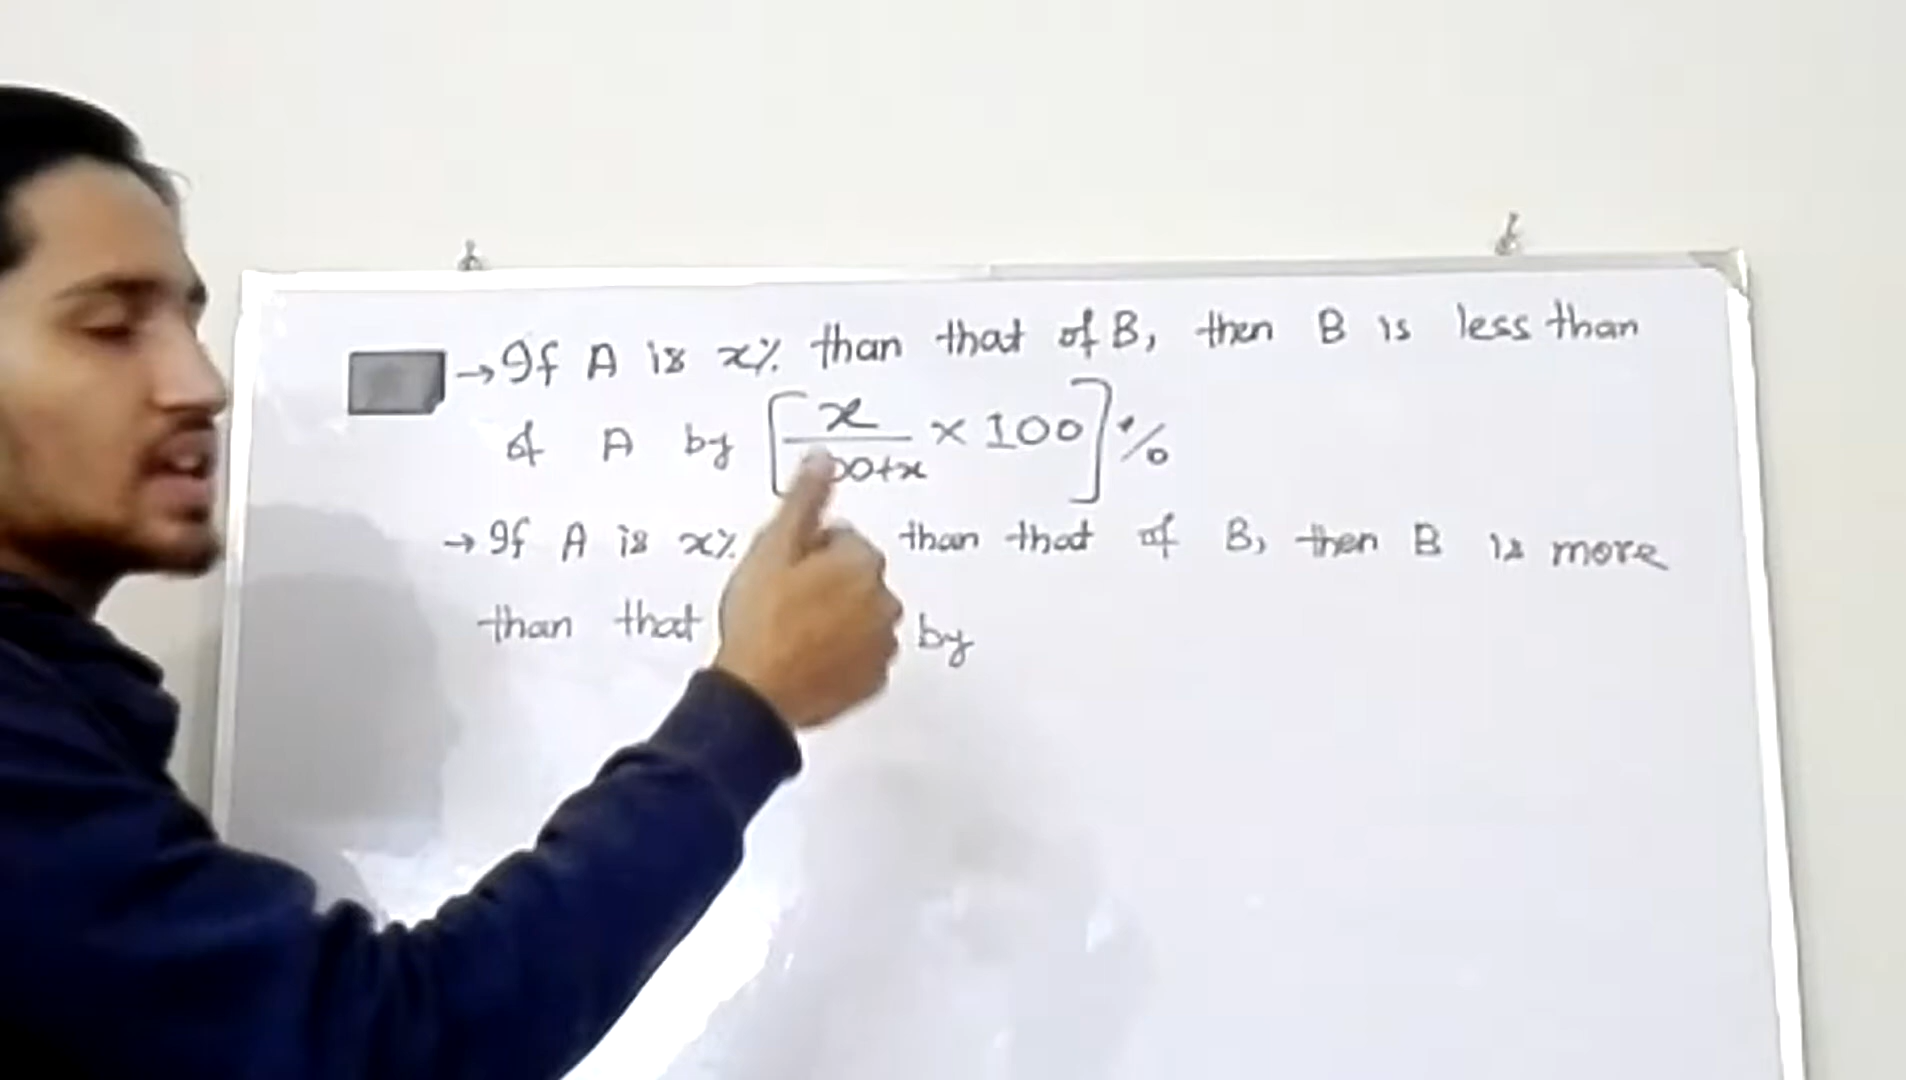 → If A is x% than that of B, then B is less than
of A by [x/00+x × 100]%
→ If A is x% than that of B, then B is more
than that by